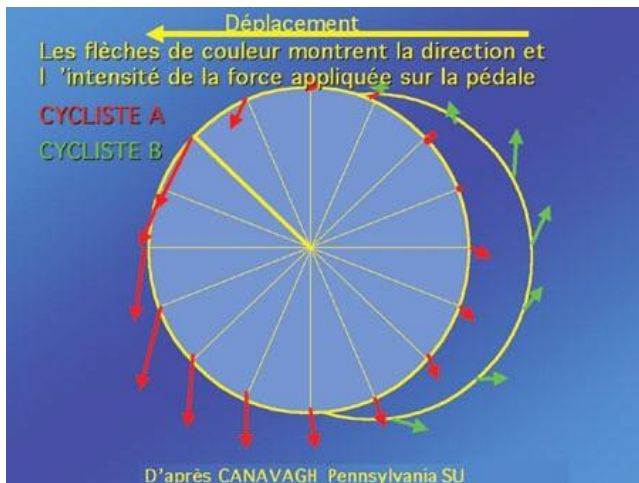 Déplacement
Les flèches de couleur montrent la direction et
l 'intensité de la force appliquée sur la pédale
CYCLISTE A
CYCLISTE B
D'après CANAVAGH Pennsylvania SU